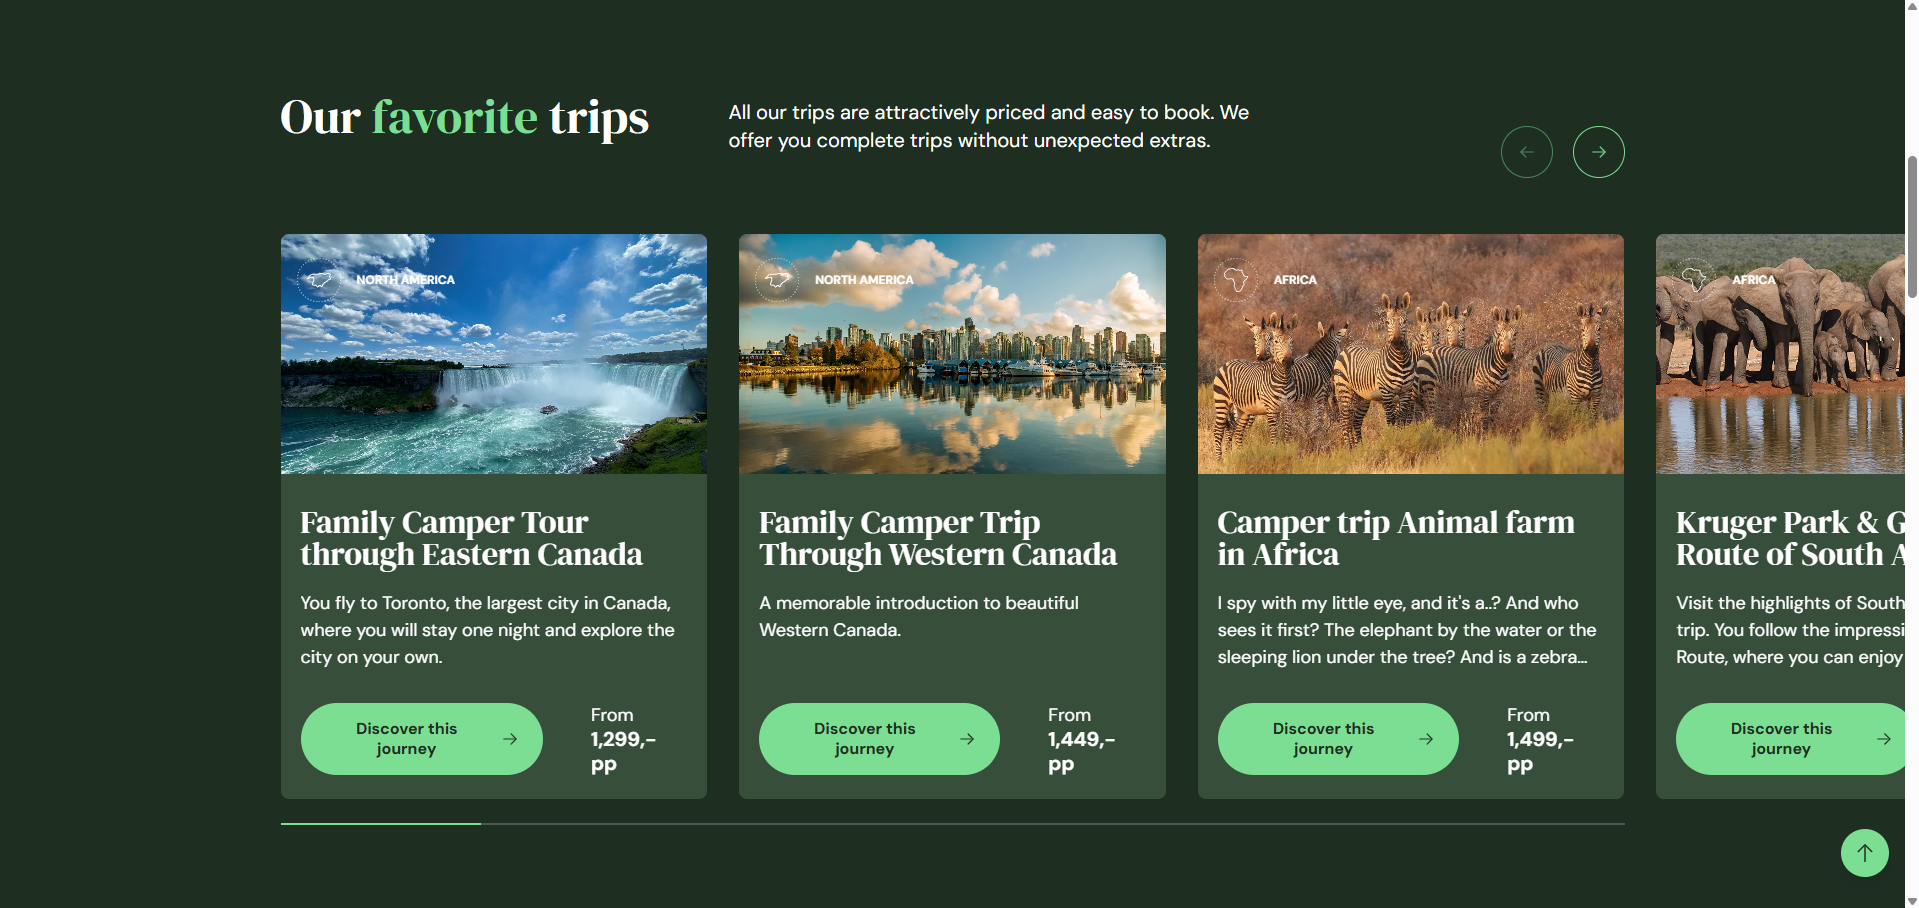 Our favorite trips
All our trips are attractively priced and easy to book. We
offer you complete trips without unexpected extras.
NORTH AMERICA
Family Camper Tour
through Eastern Canada
You fly to Toronto, the largest city in Canada,
where you will stay one night and explore the
city on your own.
Discover this
journey
From
1,299,-
pp
NORTH AMERICA
Family Camper Trip
Through Western Canada
A memorable introduction to beautiful
Western Canada.
Discover this
journey
From
1,449,-
pp
AFRICA
Camper trip Animal farm
in Africa
I spy with my little eye, and it's a..? And who
sees it first? The elephant by the water or the
sleeping lion under the tree? And is a zebra...
Discover this
journey
From
1,499,-
pp
AFRICA
Kruger Park & G
Route of South A
Visit the highlights of South
trip. You follow the impressi
Route, where you can enjoy
Discover this
journey